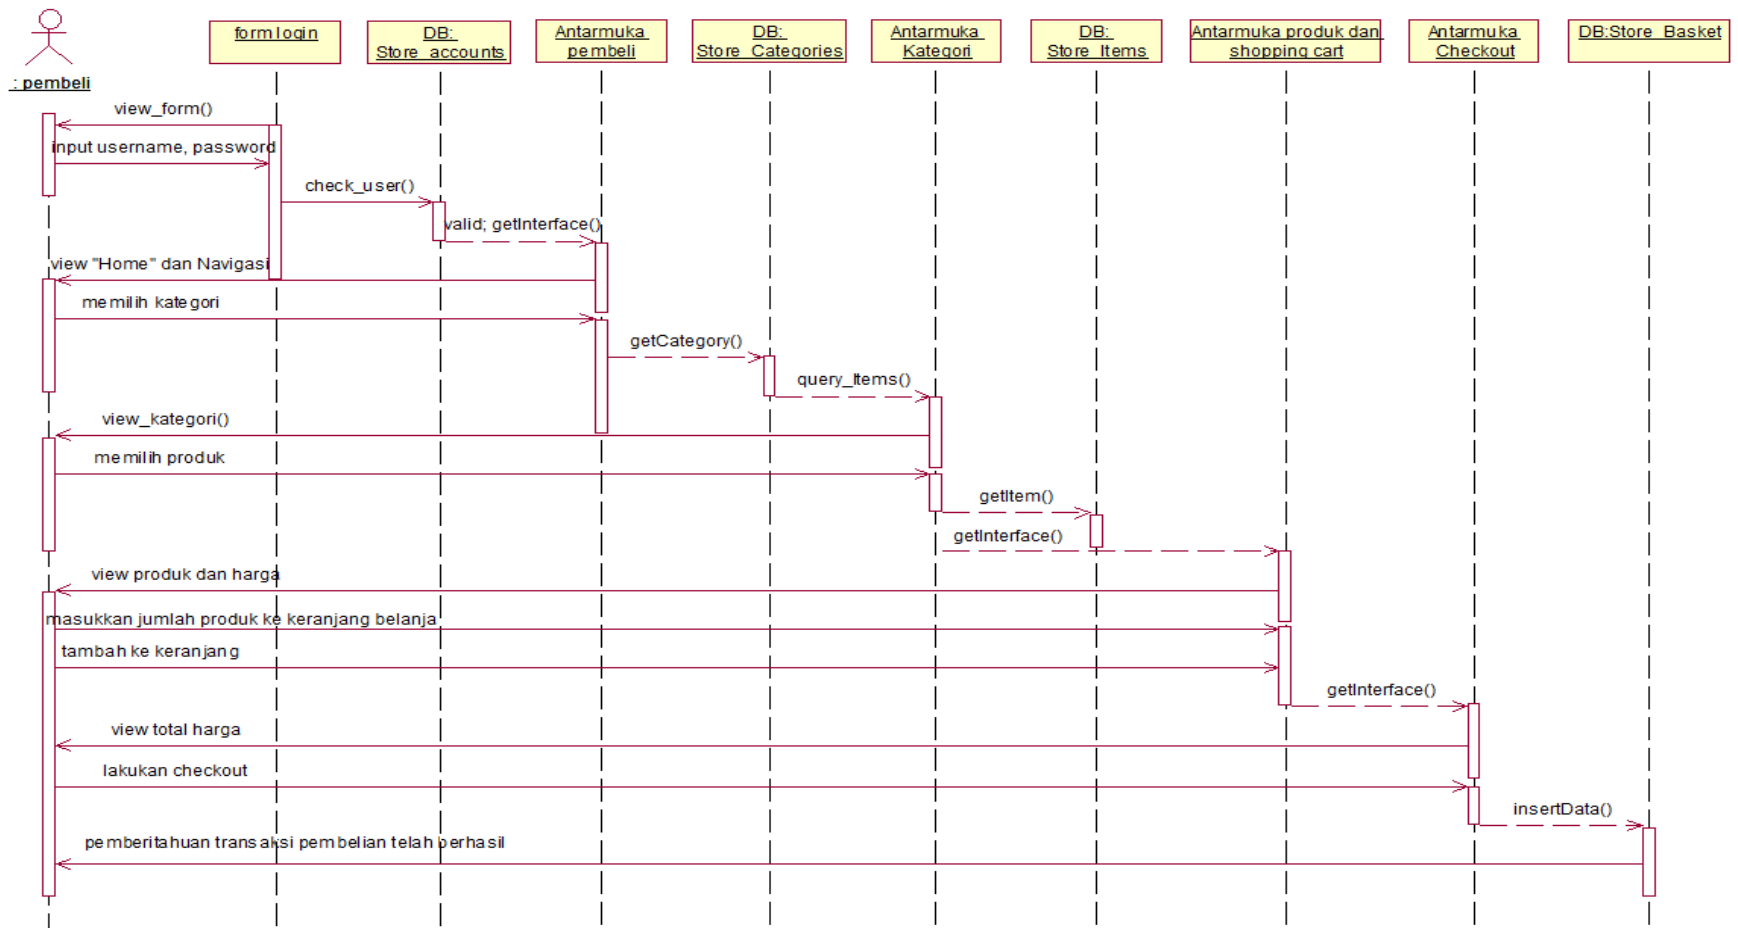 : pembeli
form login
DB:
Store_accounts
Antarmuka
pembeli
DB:
Store_Categories
Antarmuka
Kategori
DB:
Store_Items
Antarmuka produk dan
shopping cart
Antarmuka
Checkout
DB:Store_Basket
view_form()
input username, password
check_user()
valid; getInterface()
view "Home" dan Navigasi
memilih kategori
getCategory()
query_Items()
view_kategori()
memilih produk
getItem()
getInterface()
view produk dan harga
masukkan jumlah produk ke keranjang belanja
tambah ke keranjang
getInterface()
view total harga
lakukan checkout
insertData()
pemberitahuan transaksi pembelian telah berhasil